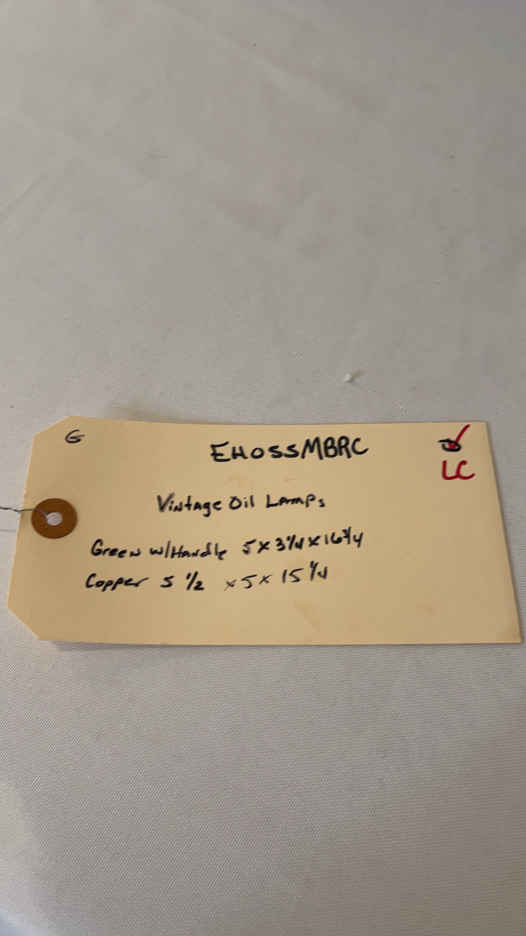 G
EHOSSMBRC
LC
Vintage Oil Lamps
Green w/Handle 5 x 3 1/4 x 16 3/4
Copper 5 1/2 x 5 x 15 1/4